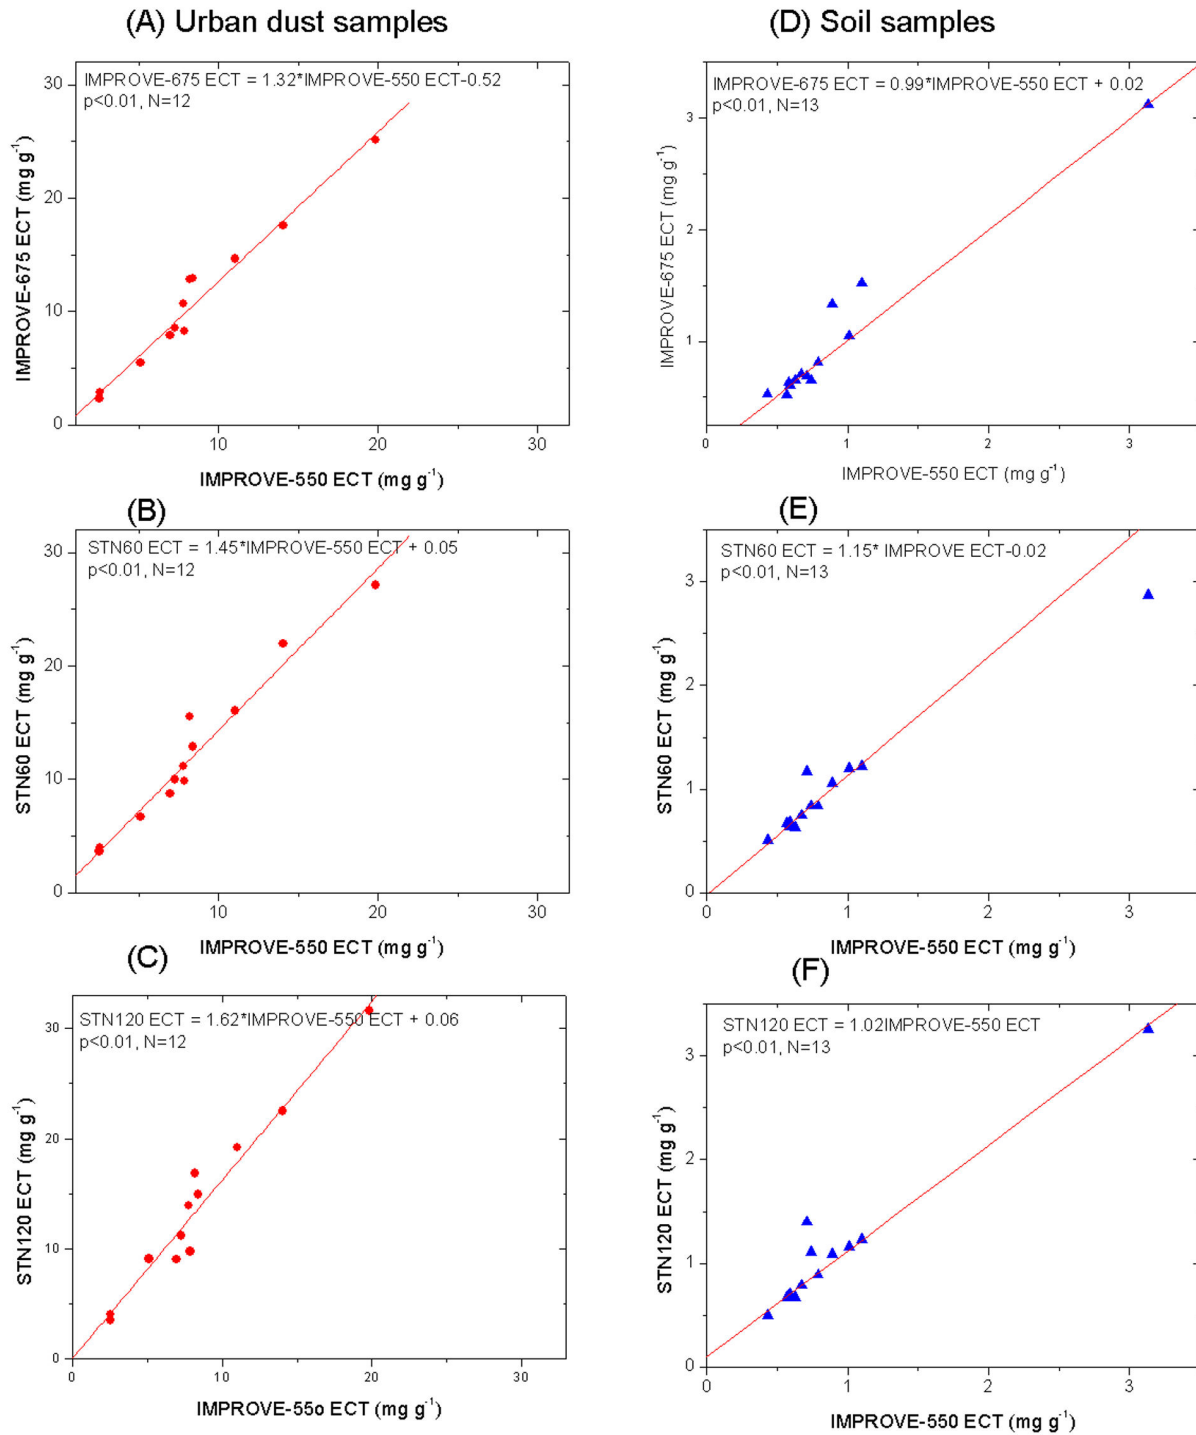 (A) Urban dust samples
IMPROVE-675 ECT = 1.32*IMPROVE-550 ECT-0.52
p<0.01, N=12
30
20
10
0
IMPROVE-675 ECT (mg g-1)
10 20 30
IMPROVE-550 ECT (mg g-1)
(B)
STN60 ECT = 1.45*IMPROVE-550 ECT + 0.05
p<0.01, N=12
30
20
10
0
STN60 ECT (mg g-1)
0 10 20 30
IMPROVE-550 ECT (mg g-1)
(C)
STN120 ECT = 1.62*IMPROVE-550 ECT + 0.06
p<0.01, N=12
30
20
10
0
STN120 ECT (mg g-1)
0 10 20 30
IMPROVE-55o ECT (mg g-1)
(D) Soil samples
IMPROVE-675 ECT = 0.99*IMPROVE-550 ECT + 0.02
p<0.01, N=13
3
2
1
IMPROVE-675 ECT (mg g-1)
0 1 2 3
IMPROVE-550 ECT (mg g-1)
(E)
STN60 ECT = 1.15* IMPROVE ECT-0.02
p<0.01, N=13
3
2
1
0
STN60 ECT (mg g-1)
0 1 2 3
IMPROVE-550 ECT (mg g-1)
(F)
STN120 ECT = 1.02IMPROVE-550 ECT
p<0.01, N=13
3
2
1
0
STN120 ECT (mg g-1)
0 1 2 3
IMPROVE-550 ECT (mg g-1)